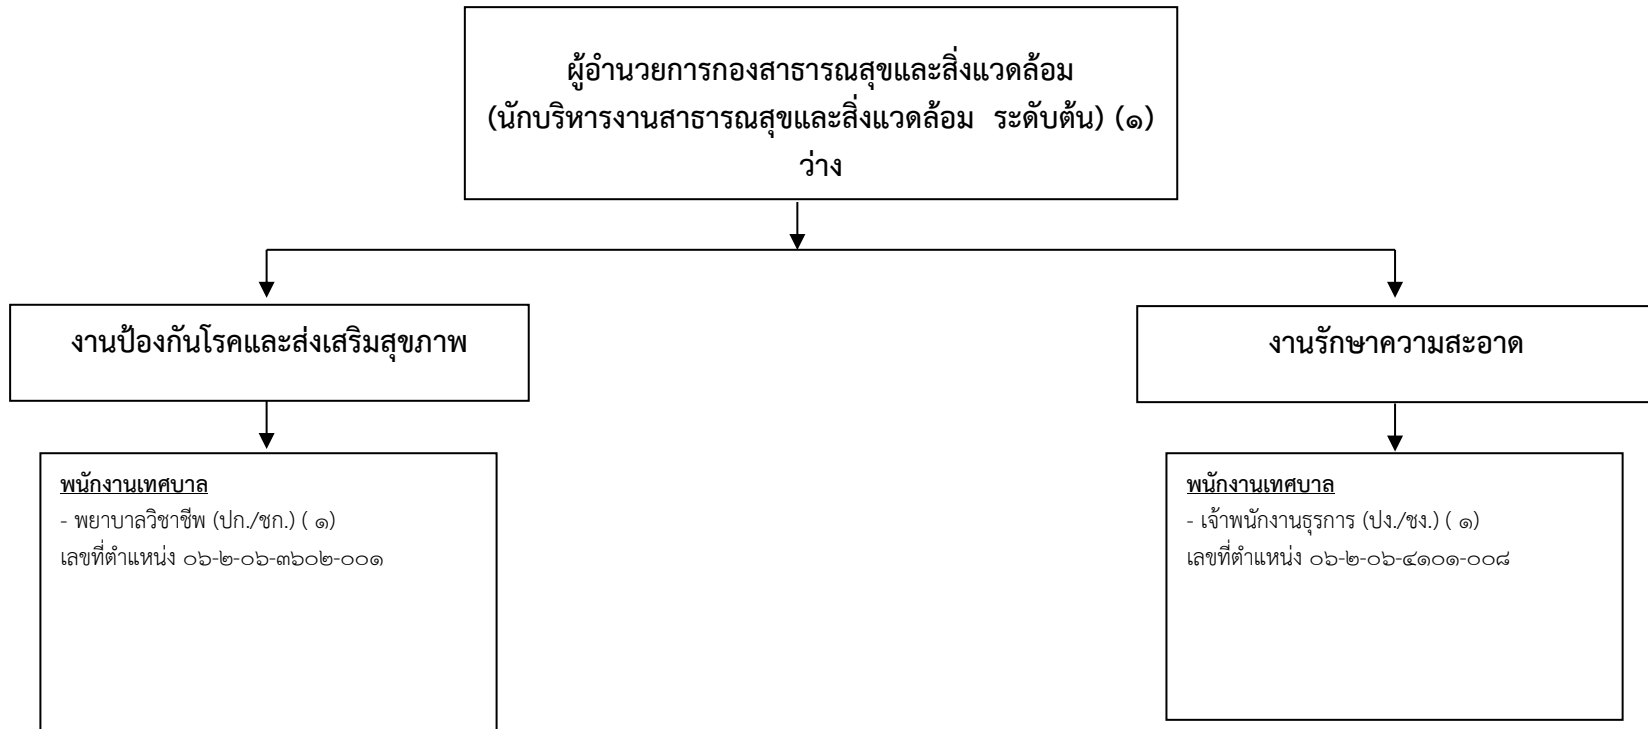 ผู้อำนวยการกองสาธารณสุขและสิ่งแวดล้อม
(นักบริหารงานสาธารณสุขและสิ่งแวดล้อม ระดับต้น) (๑)
ว่าง
งานป้องกันโรคและส่งเสริมสุขภาพ
งานรักษาความสะอาด
พนักงานเทศบาล
- พยาบาลวิชาชีพ (ปก./ชก.) ( ๑)
เลขที่ตำแหน่ง ๐๖-๒-๐๖-๓๖๐๒-๐๐๑
พนักงานเทศบาล
- เจ้าพนักงานธุรการ (ปง./ชง.) ( ๑)
เลขที่ตำแหน่ง ๐๖-๒-๐๖-๔๑๐๑-๐๐๘